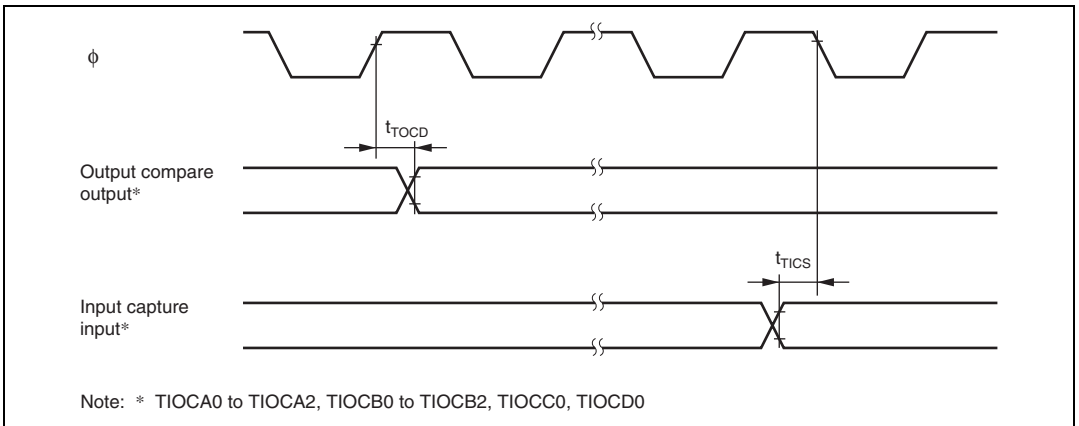 ϕ
tTOCD
Output compare
output*
tTICS
Input capture
input*
Note: * TIOCA0 to TIOCA2, TIOCB0 to TIOCB2, TIOCC0, TIOCD0